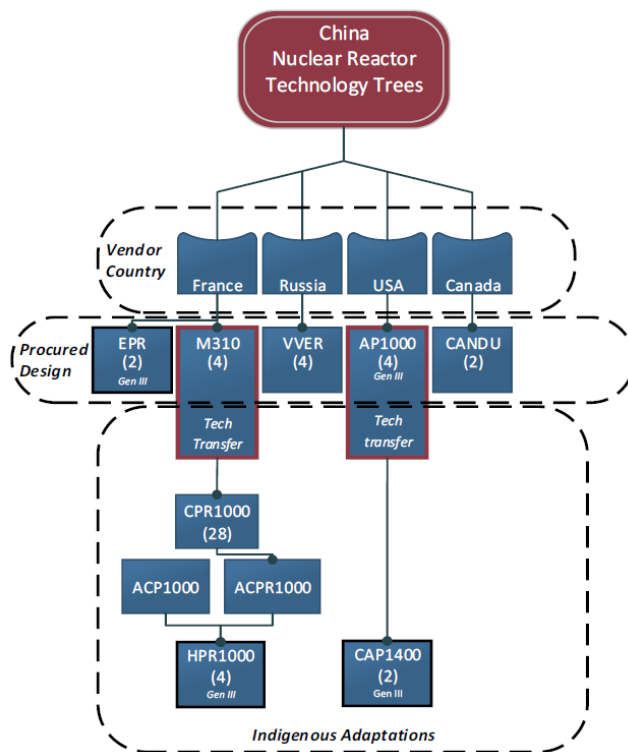 China
Nuclear Reactor
Technology Trees
Vendor
Country
France
Russia
USA
Canada
Procured
Design
EPR
(2)
Gen III
M310
(4)
VVER
(4)
AP1000
(4)
Gen III
CANDU
(2)
Tech
Transfer
Tech
transfer
CPR1000
(28)
ACP1000
ACPR1000
HPR1000
(4)
Gen III
CAP1400
(2)
Gen III
Indigenous Adaptations